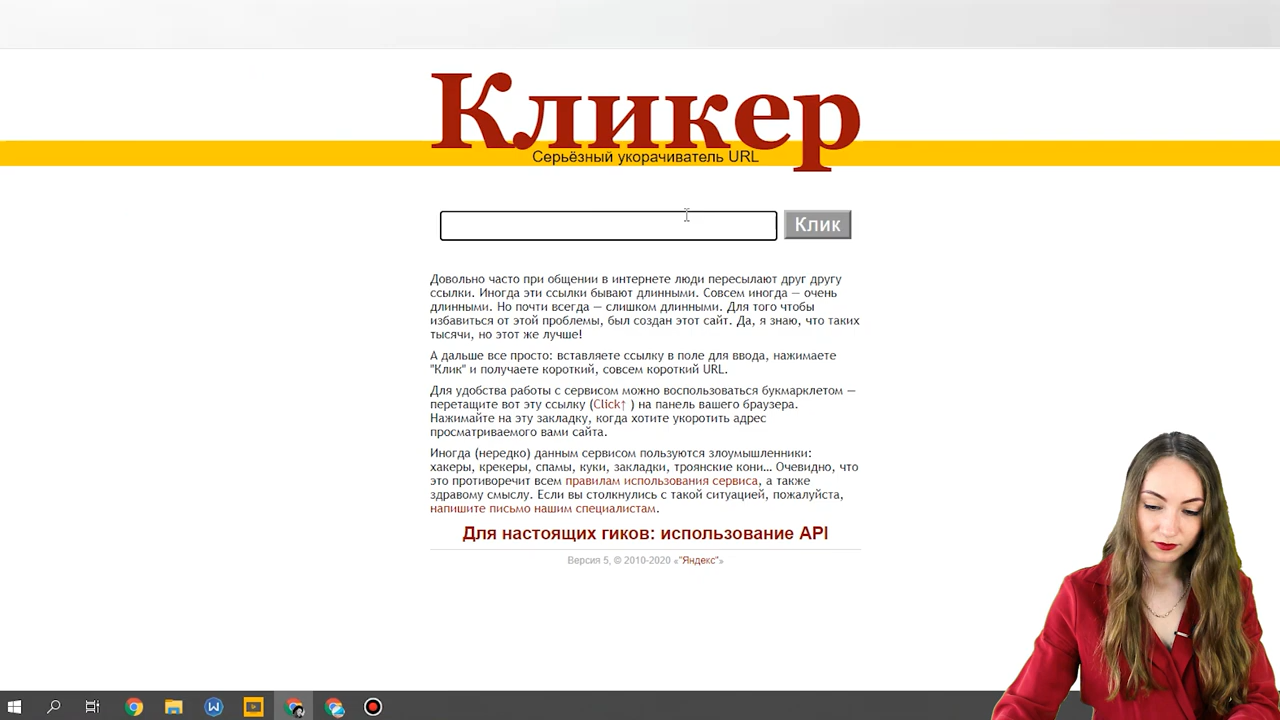 Кликер
Серьёзный укорачиватель URL
Клик
Довольно часто при общении в интернете люди пересылают друг другу
ссылки. Иногда эти ссылки бывают длинными. Совсем иногда — очень
длинными. Но почти всегда — слишком длинными. Для того чтобы
избавиться от этой проблемы, был создан этот сайт. Да, я знаю, что таких
тысячи, но этот же лучше!
А дальше все просто: вставляете ссылку в поле для ввода, нажимаете
"Клик" и получаете короткий, совсем короткий URL.
Для удобства работы с сервисом можно воспользоваться букмарклетом —
перетащите вот эту ссылку (Click↑ ) на панель вашего браузера.
Нажимайте на эту закладку, когда хотите укоротить адрес
просматриваемого вами сайта.
Иногда (нередко) данным сервисом пользуются злоумышленники:
хакеры, крекеры, спамы, куки, закладки, троянские кони... Очевидно, что
это противоречит всем правилам использования сервиса, а также
здравому смыслу. Если вы столкнулись с такой ситуацией, пожалуйста,
напишите письмо нашим специалистам.
Для настоящих гиков: использование API
Версия 5, © 2010-2020 «"Яндекс"»
W